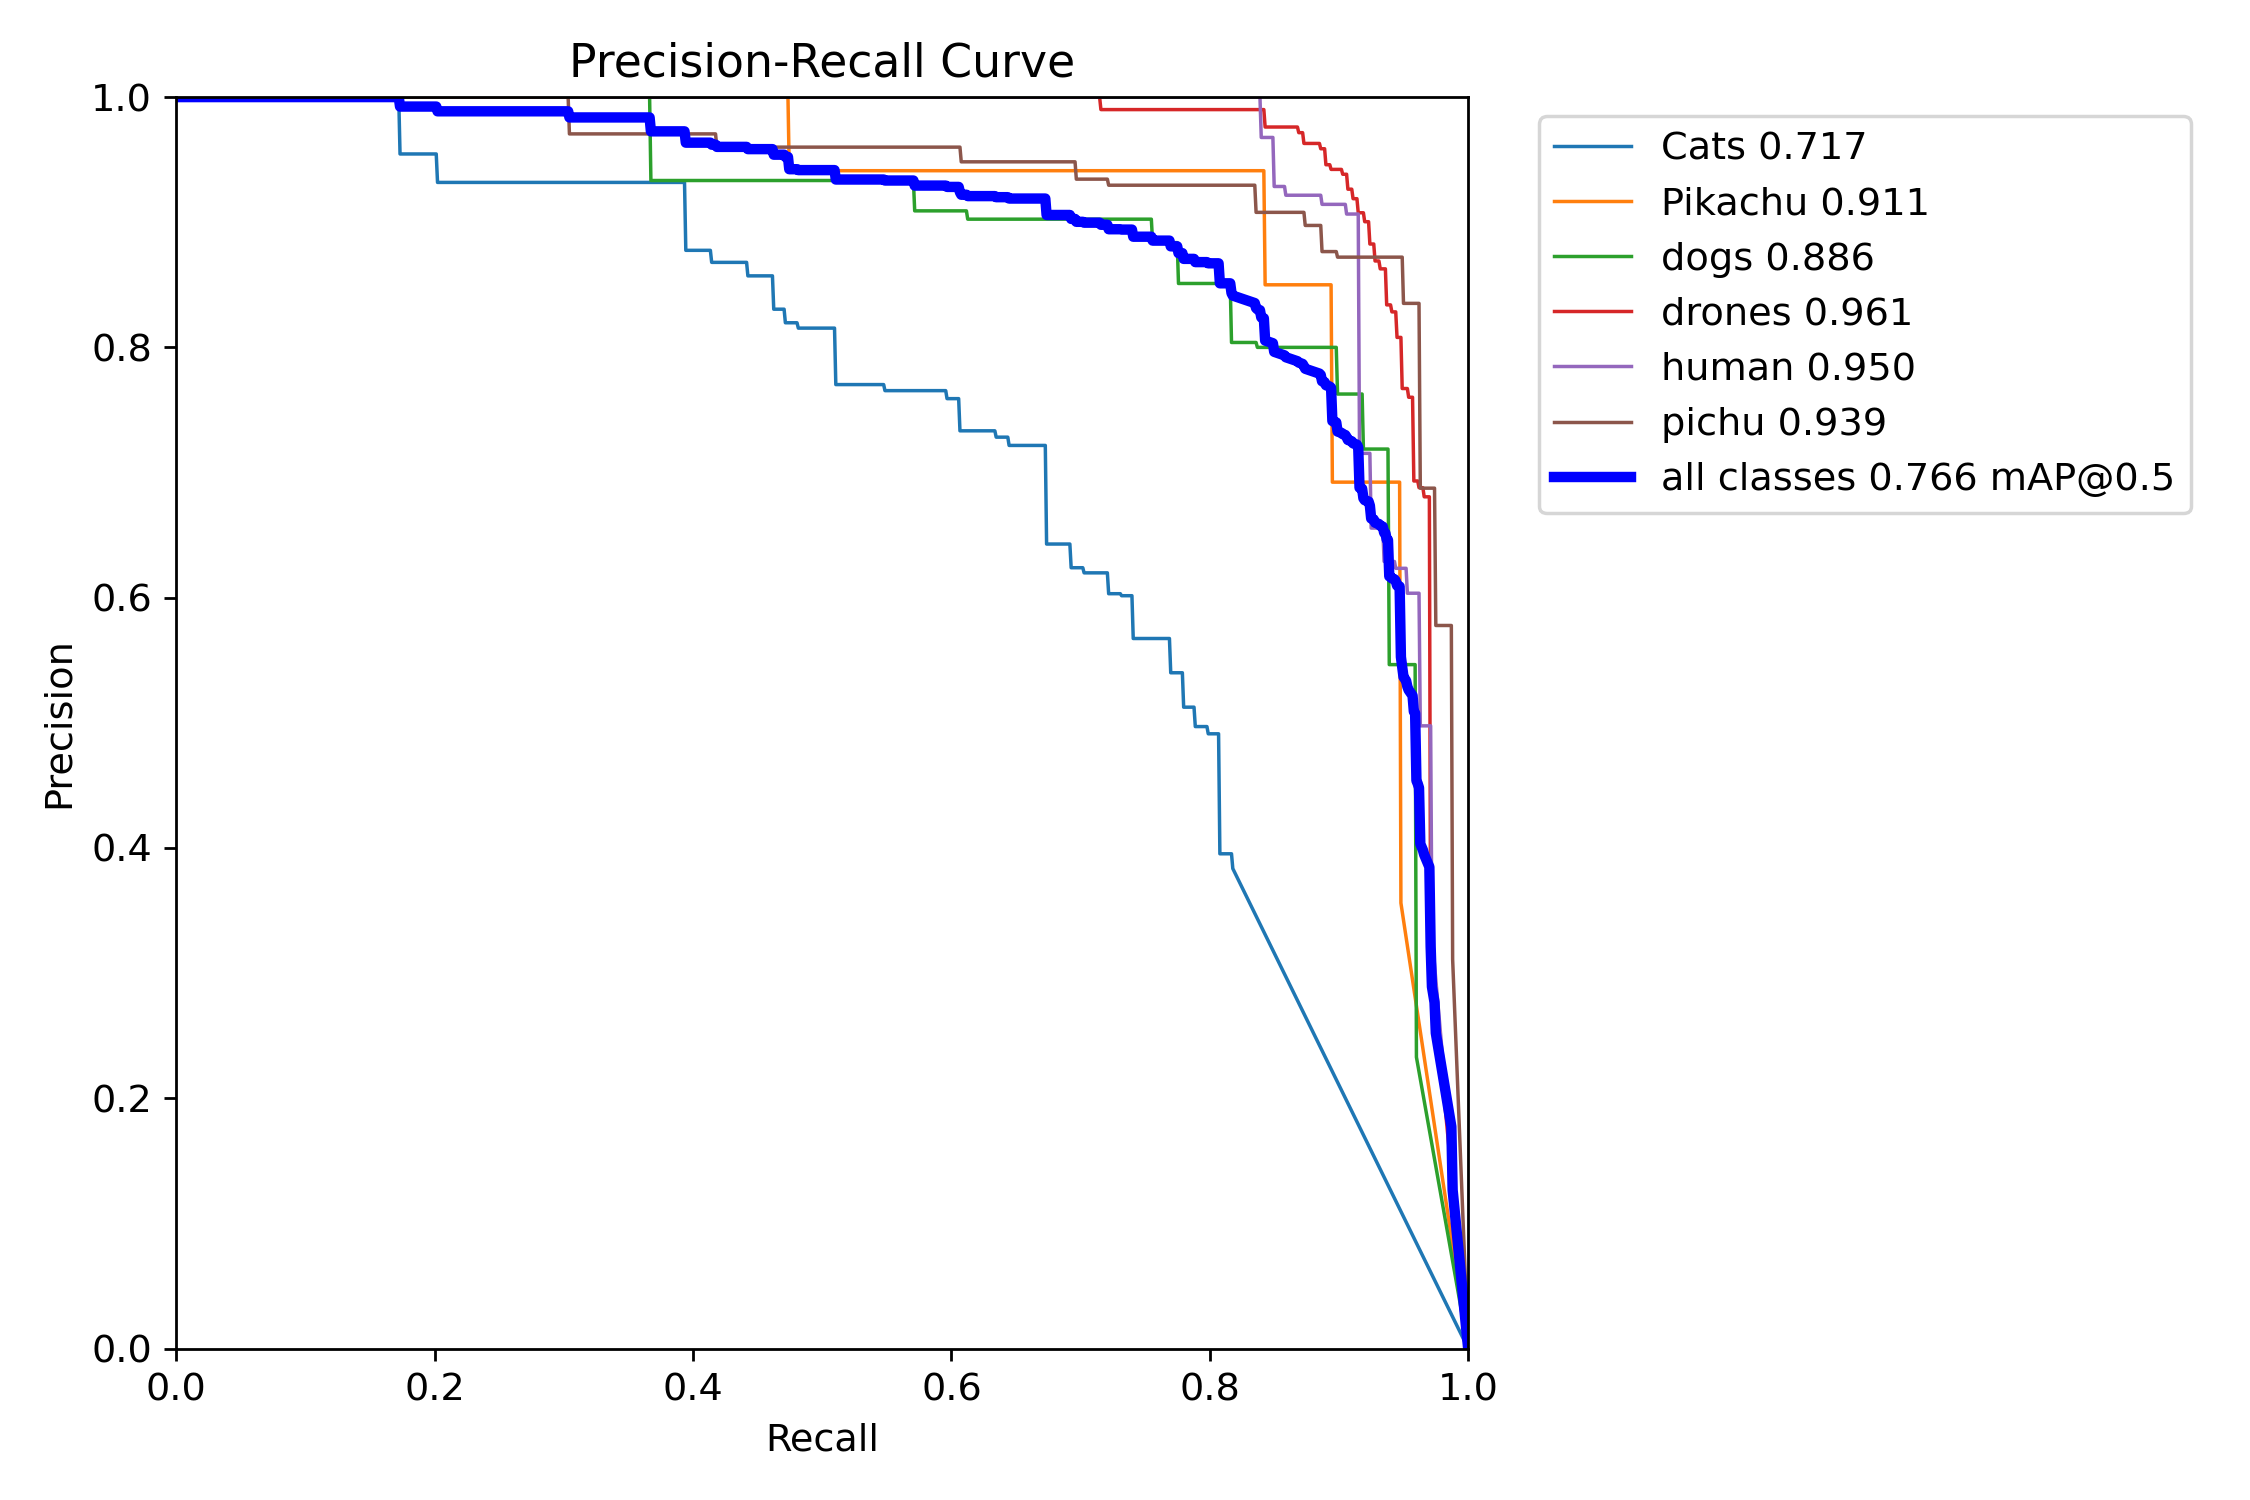 Precision-Recall Curve
1.0
0.8
0.6
0.4
0.2
0.0
Precision
0.0 0.2 0.4 0.6 0.8 1.0
Recall
Cats 0.717
Pikachu 0.911
dogs 0.886
drones 0.961
human 0.950
pichu 0.939
all classes 0.766 mAP@0.5